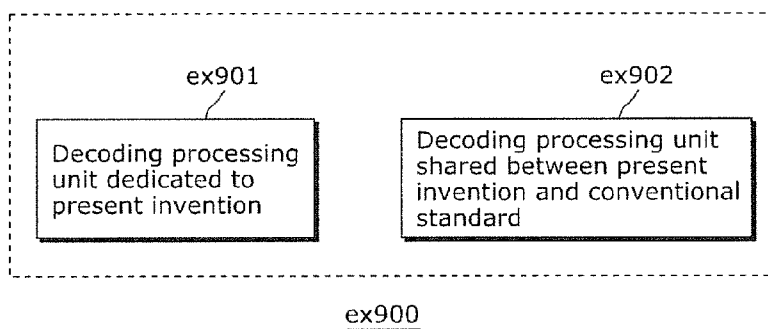 ex901
ex902
Decoding processing
unit dedicated to
present invention
Decoding processing unit
shared between present
invention and conventional
standard
ex900